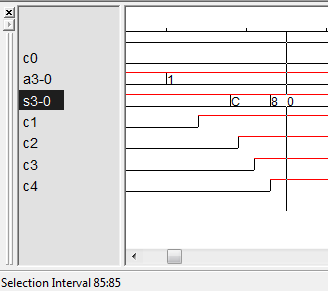 c0
a3-0 1
s3-0 C 8 0
c1
c2
c3
c4
Selection Interval 85:85